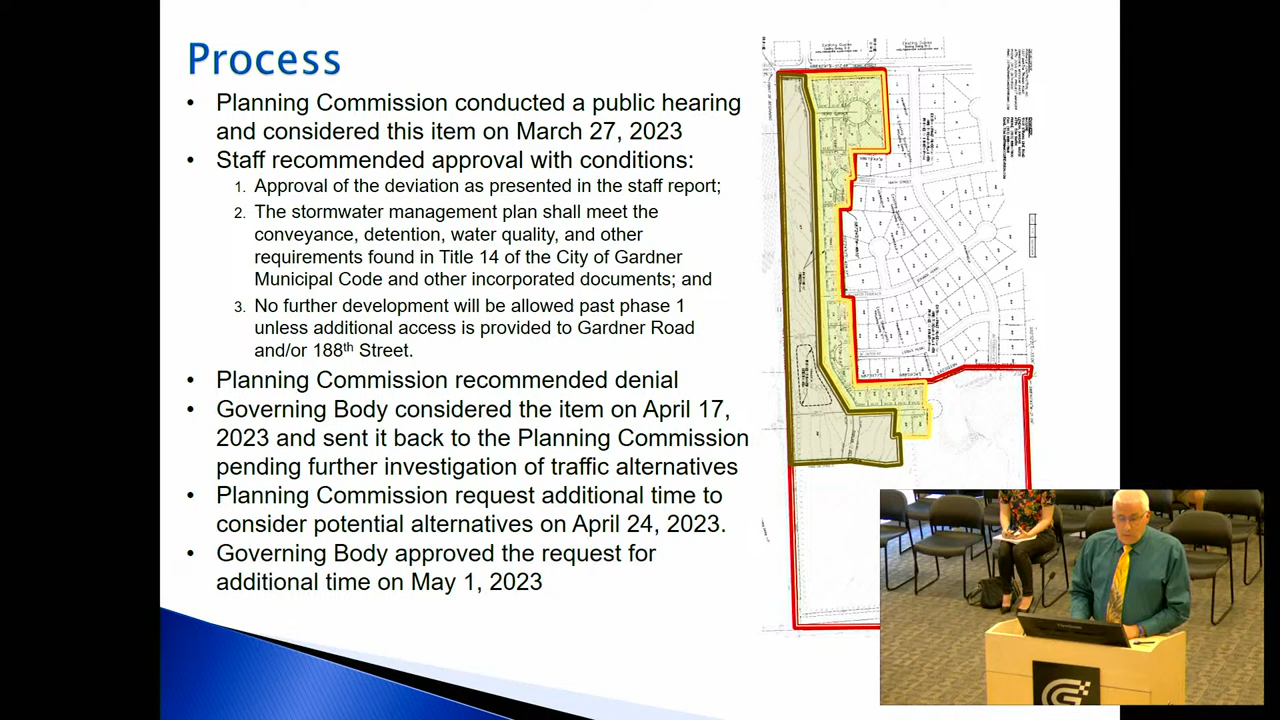 Process
• Planning Commission conducted a public hearing
and considered this item on March 27, 2023
• Staff recommended approval with conditions:
1. Approval of the deviation as presented in the staff report;
2. The stormwater management plan shall meet the
conveyance, detention, water quality, and other
requirements found in Title 14 of the City of Gardner
Municipal Code and other incorporated documents; and
3. No further development will be allowed past phase 1
unless additional access is provided to Gardner Road
and/or 188th Street.
• Planning Commission recommended denial
• Governing Body considered the item on April 17,
2023 and sent it back to the Planning Commission
pending further investigation of traffic alternatives
• Planning Commission request additional time to
consider potential alternatives on April 24, 2023.
• Governing Body approved the request for
additional time on May 1, 2023